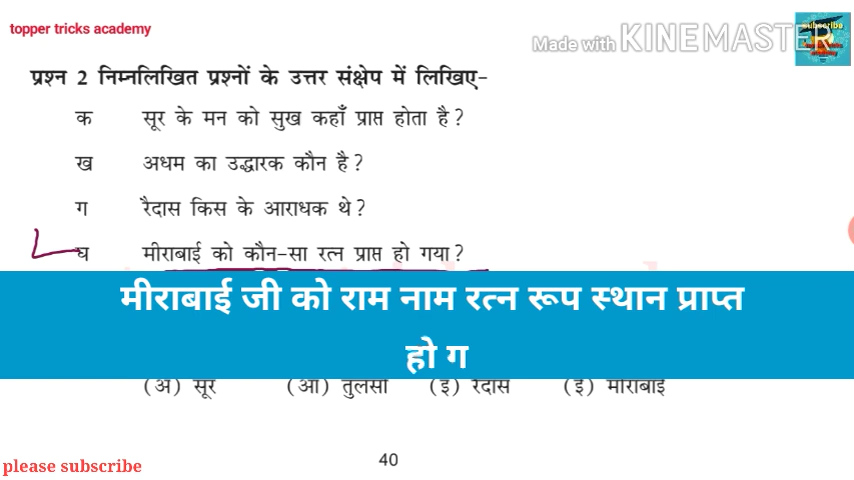 topper tricks academy
Made with KINEMASTER
subscribe
प्रश्न 2 निम्नलिखित प्रश्नों के उत्तर संक्षेप में लिखिए-
क सूर के मन को सुख कहाँ प्राप्त होता है?
ख अधम का उद्धारक कौन है?
ग रैदास किस के आराधक थे?
घ मीराबाई को कौन-सा रत्न प्राप्त हो गया?
मीराबाई जी को राम नाम रत्न रूप स्थान प्राप्त
हो ग
(अ) सूर (आ) तुलसी (इ) रैदास (ई) मीराबाई
40
please subscribe